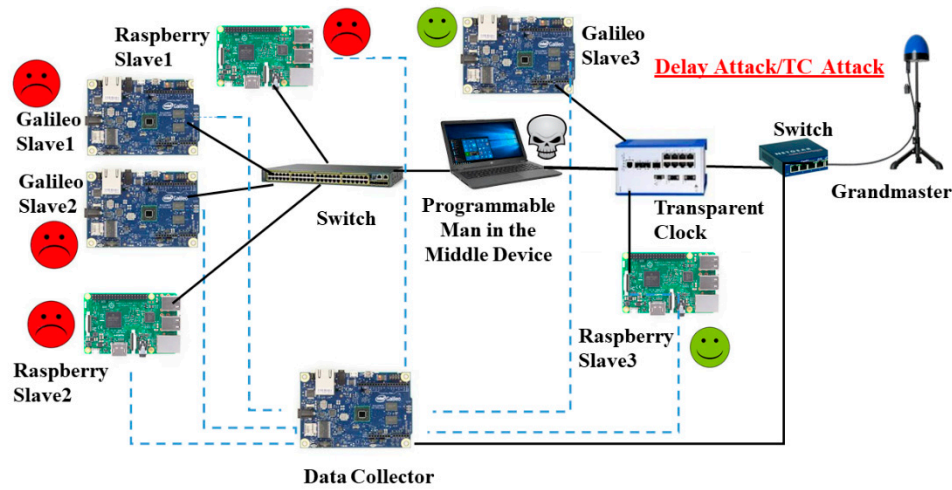 Raspberry
Slave1
Galileo
Slave3
Delay Attack/TC Attack
Galileo
Slave1
Switch
Galileo
Slave2
Switch
Programmable
Man in the
Middle Device
Transparent
Clock
Grandmaster
Raspberry
Slave2
Raspberry
Slave3
Data Collector